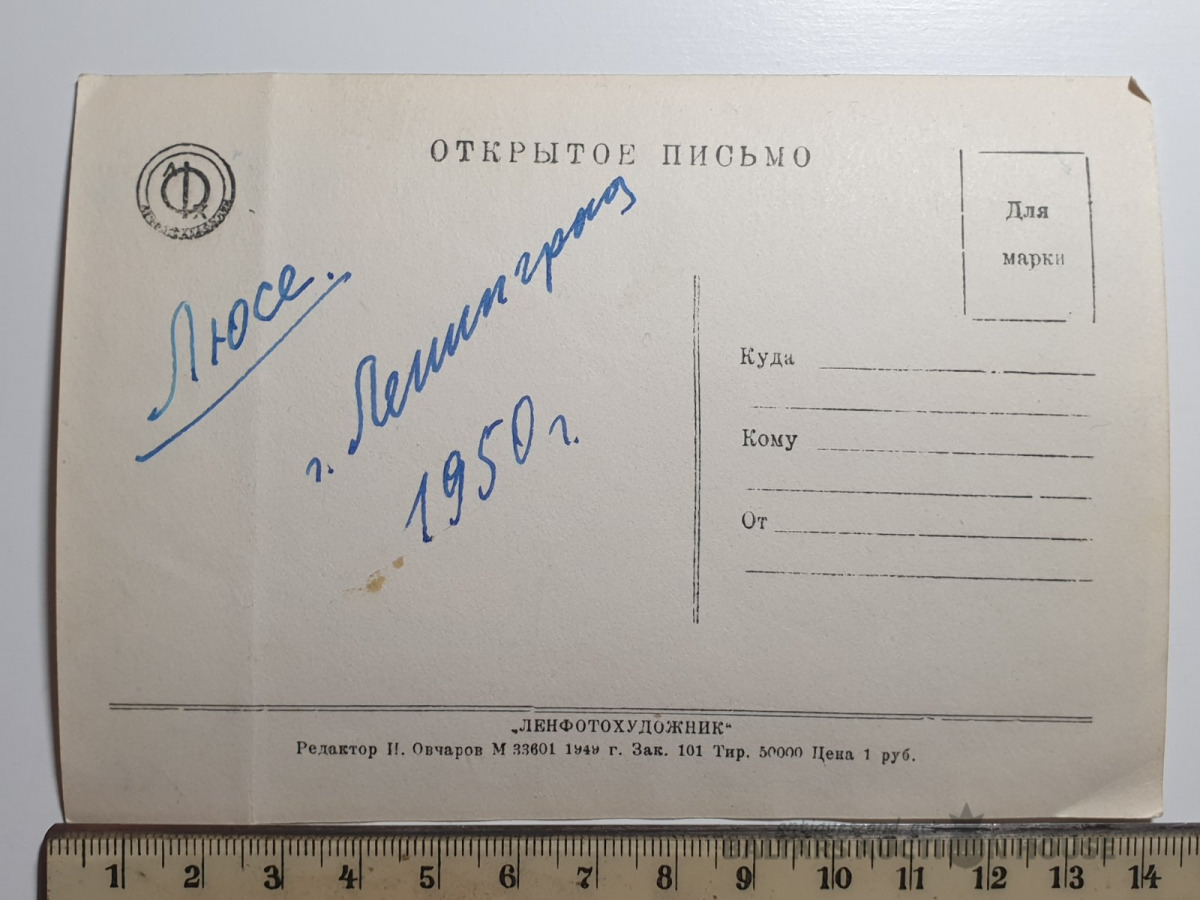 ОТКРЫТОЕ ПИСЬМО
Для
марки
Люсе.
г. Ленинград
1950 г.
Куда
Кому
От
„ЛЕНФОТОХУДОЖНИК“
Редактор И. Овчаров М 33601 1949 г. Зак. 101 Тир. 50000 Цена 1 руб.
1 2 3 4 5 6 7 8 9 10 11 12 13 14